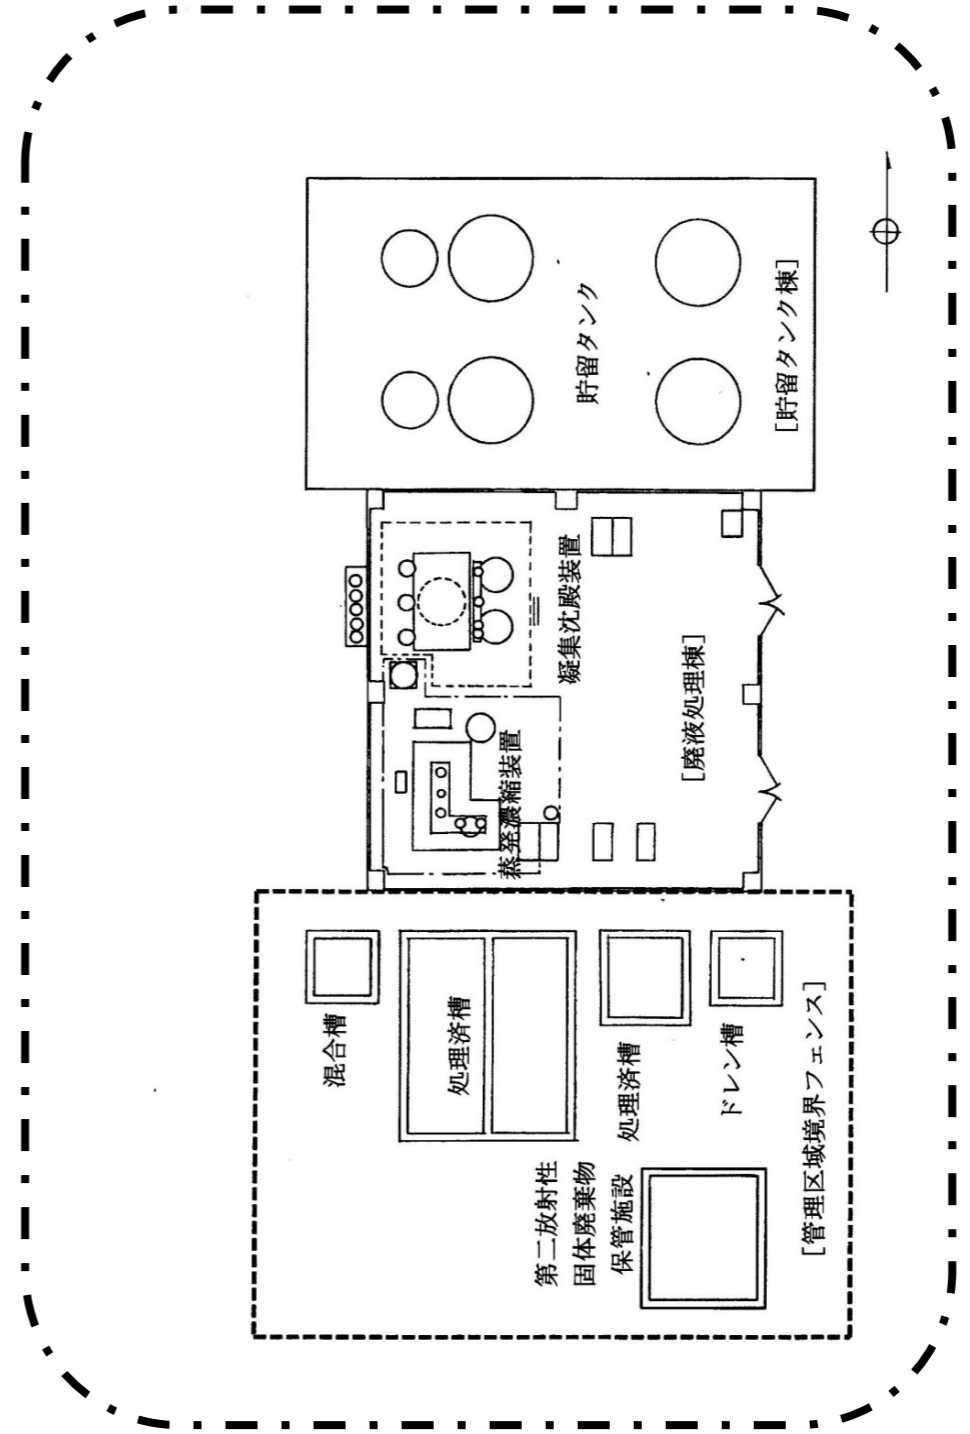 貯留タンク
[貯留タンク棟]
凝集沈殿装置
蒸発濃縮装置
[廃液処理棟]
混合槽
処理済槽
処理済槽
ドレン槽
第二放射性
固体廃棄物
保管施設
[管理区域境界フェンス]